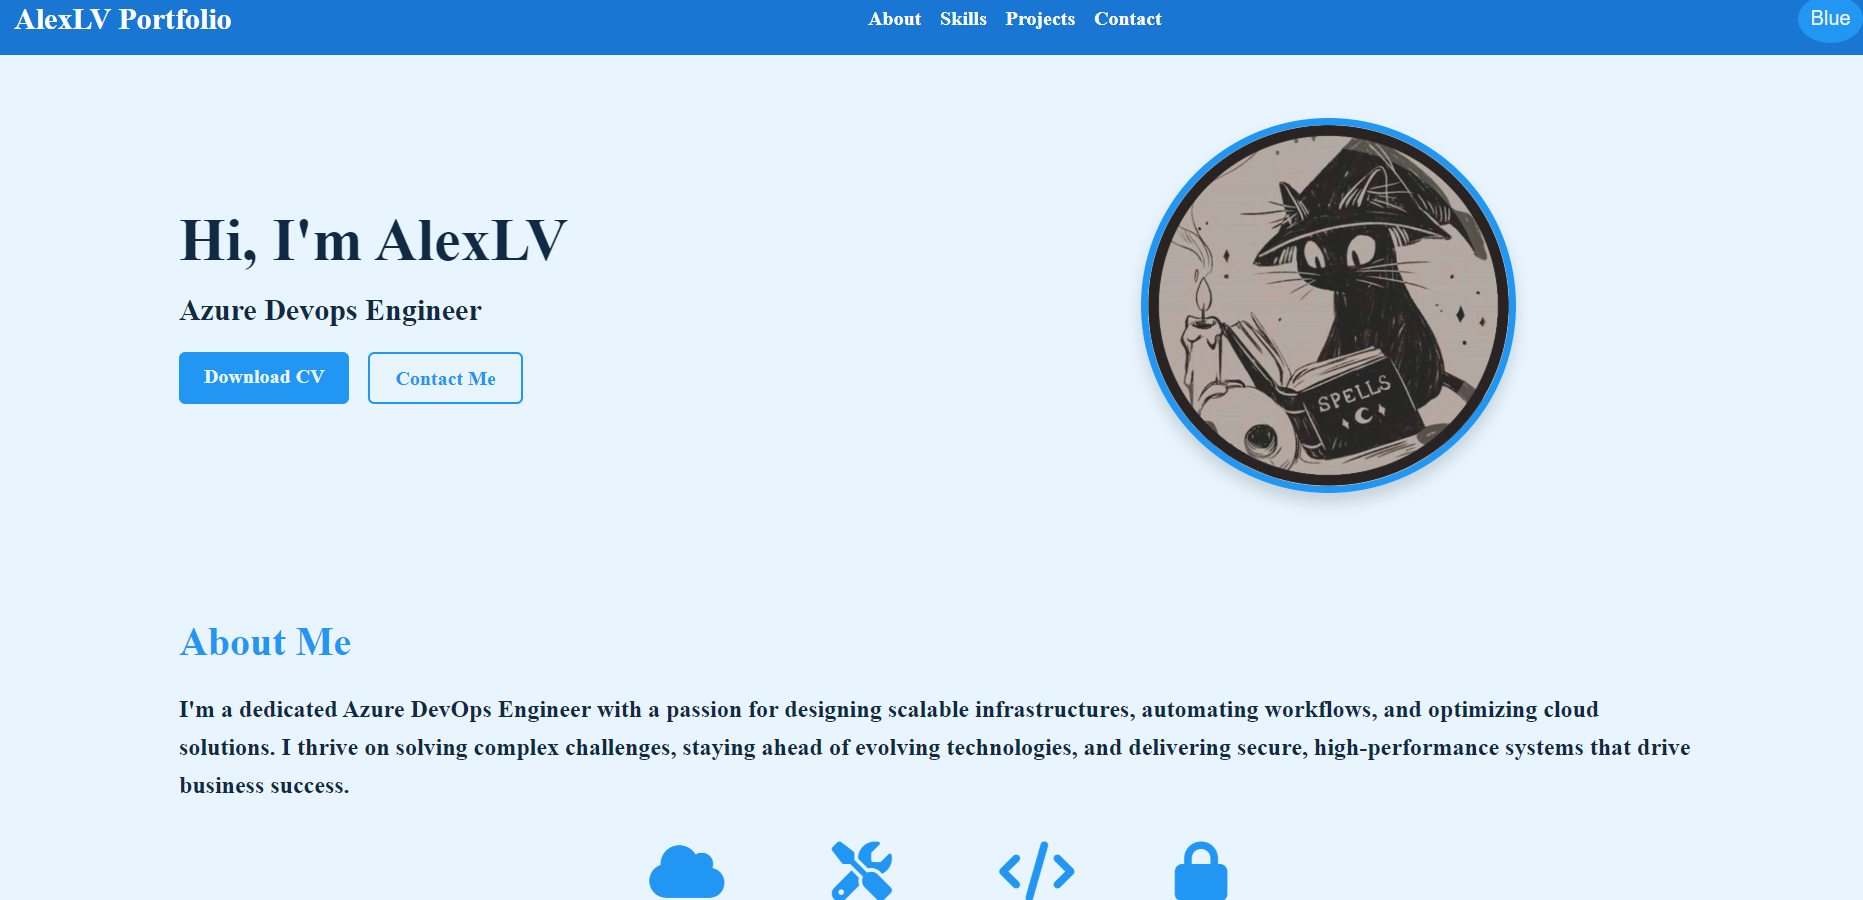 AlexLV Portfolio
About Skills Projects Contact
Blue
Hi, I'm AlexLV
Azure Devops Engineer
Download CV
Contact Me
SPELLS
About Me
I'm a dedicated Azure DevOps Engineer with a passion for designing scalable infrastructures, automating workflows, and optimizing cloud
solutions. I thrive on solving complex challenges, staying ahead of evolving technologies, and delivering secure, high-performance systems that drive
business success.